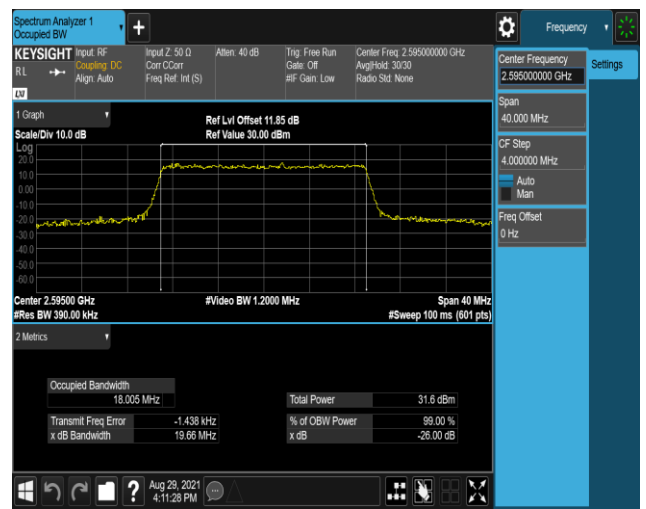 Spectrum Analyzer 1
Occupied BW
Frequency
KEYSIGHT
RL
Input: RF
Coupling: DC
Align: Auto
Input Z: 50 Ω
Corr CCorr
Freq Ref: Int (S)
Atten: 40 dB
Trig: Free Run
Gate: Off
#IF Gain: Low
Center Freq: 2.595000000 GHz
Avg|Hold: 30/30
Radio Std: None
LXI
1 Graph
Scale/Div 10.0 dB
Ref Lvl Offset 11.85 dB
Ref Value 30.00 dBm
Log
20.0
10.0
0.00
-10.0
-20.0
-30.0
-40.0
-50.0
-60.0
Center 2.59500 GHz
#Res BW 390.00 kHz
#Video BW 1.2000 MHz
Span 40 MHz
#Sweep 100 ms (601 pts)
2 Metrics
Occupied Bandwidth
18.005 MHz
Total Power 31.6 dBm
Transmit Freq Error -1.438 kHz
% of OBW Power 99.00 %
x dB Bandwidth 19.66 MHz
x dB -26.00 dB
Aug 29, 2021
4:11:28 PM
Center Frequency
2.595000000 GHz
Settings
Span
40.000 MHz
CF Step
4.000000 MHz
Auto
Man
Freq Offset
0 Hz